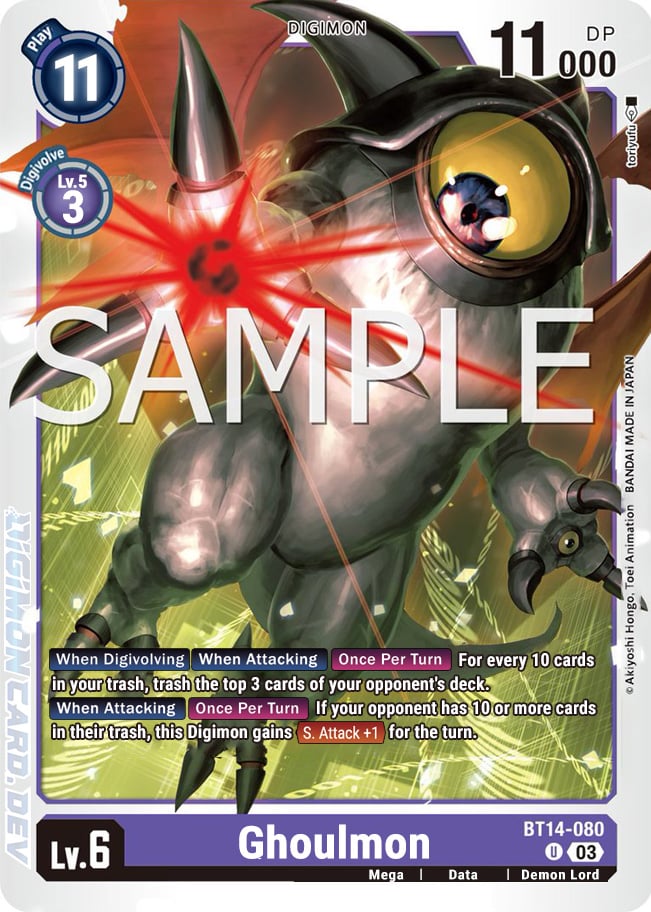 DIGIMON
Play
11
11000
DP
toriyufu
Digivolve
Lv.5
3
SAMPLE
© Akiyoshi Hongo, Toei Animation BANDAI MADE IN JAPAN
DIGIMONCARD.DEV
When Digivolving When Attacking Once Per Turn For every 10 cards
in your trash, trash the top 3 cards of your opponent's deck.
When Attacking Once Per Turn If your opponent has 10 or more cards
in their trash, this Digimon gains S. Attack +1 for the turn.
Lv.6
Ghoulmon
BT14-080
U 03
Mega | Data | Demon Lord